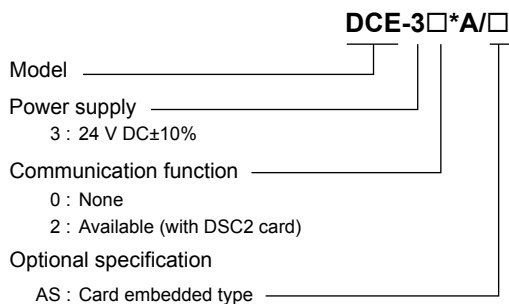 DCE-3□*A/□
Model
Power supply
3 : 24 V DC±10%
Communication function
0 : None
2 : Available (with DSC2 card)
Optional specification
AS : Card embedded type